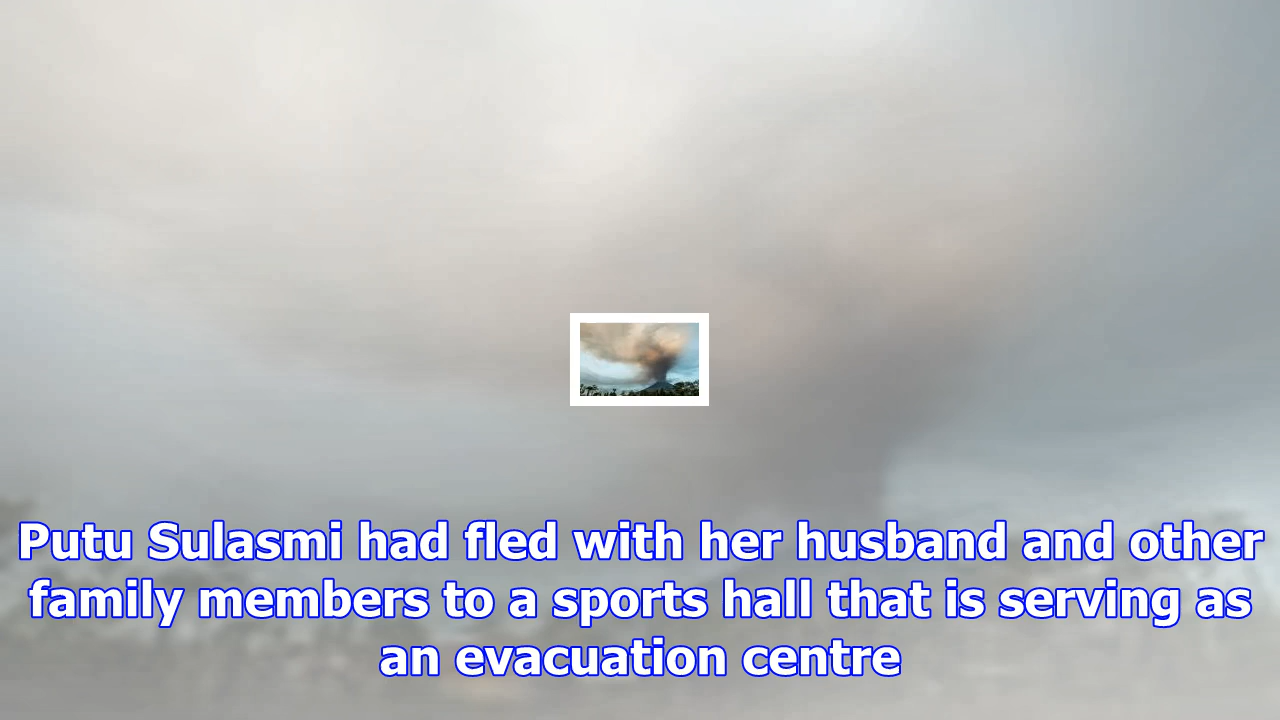 Putu Sulasmi had fled with her husband and other
family members to a sports hall that is serving as
an evacuation centre